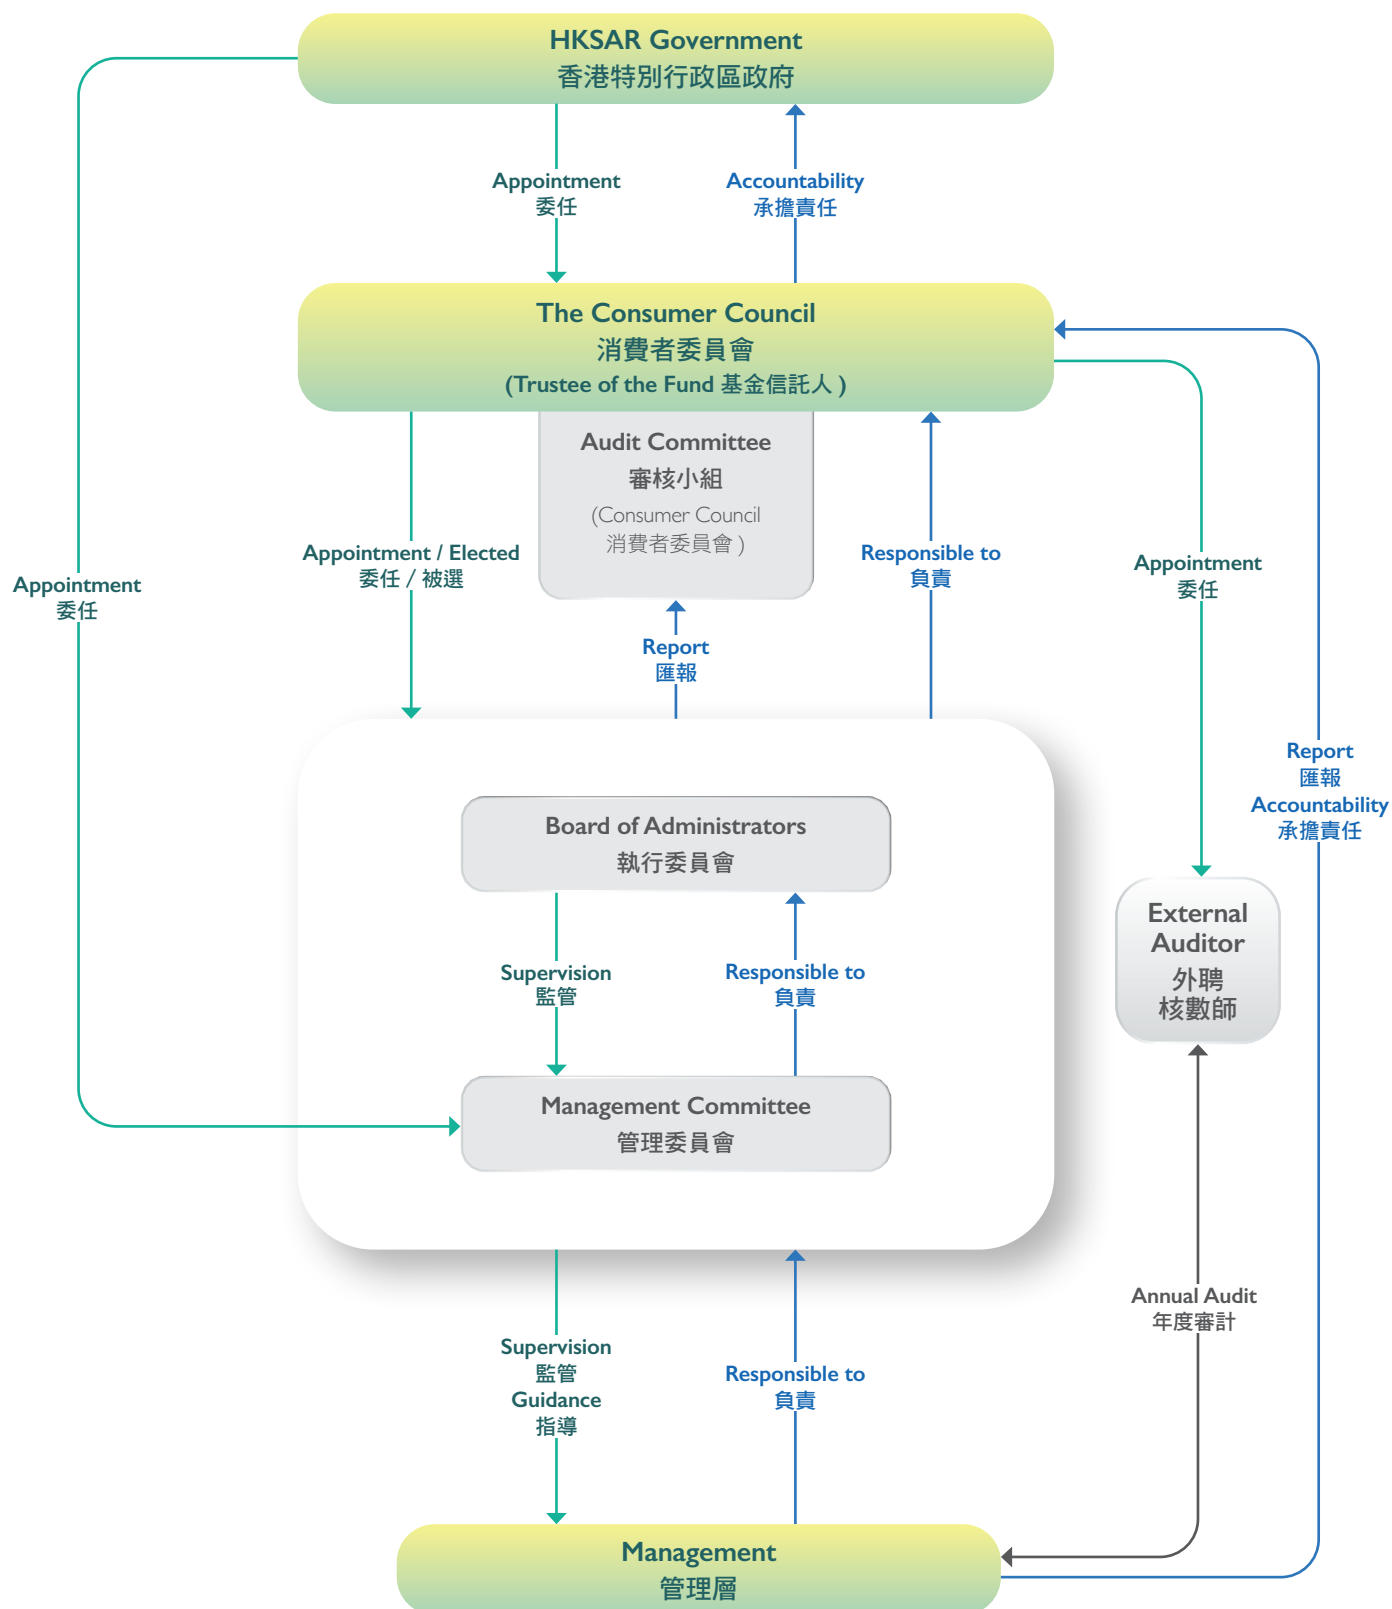 HKSAR Government
香港特別行政區政府
Appointment
委任
Accountability
承擔責任
The Consumer Council
消費者委員會
(Trustee of the Fund 基金信託人 )
Audit Committee
審核小組
(Consumer Council
消費者委員會 )
Appointment / Elected
委任 / 被選
Responsible to
負責
Appointment
委任
Appointment
委任
Report
匯報
Report
匯報
Accountability
承擔責任
Board of Administrators
執行委員會
External
Auditor
外聘
核數師
Supervision
監管
Responsible to
負責
Management Committee
管理委員會
Annual Audit
年度審計
Supervision
監管
Guidance
指導
Responsible to
負責
Management
管理層